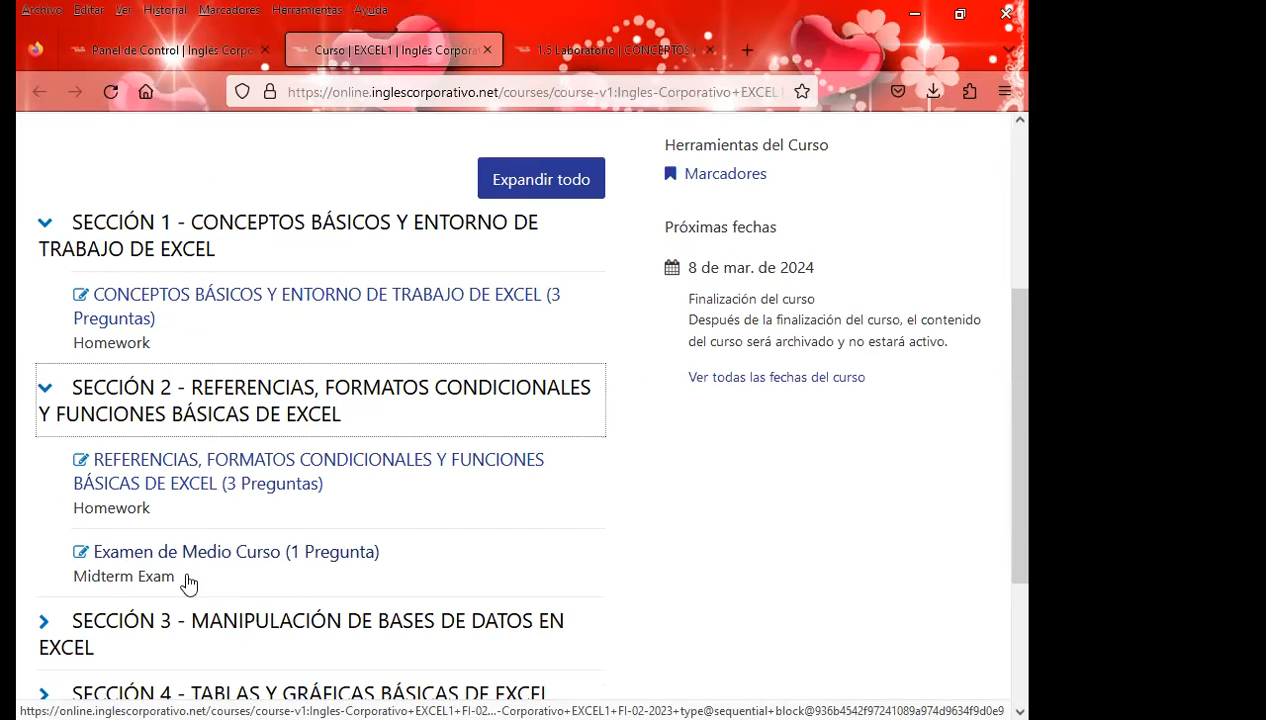 Archivo Editar Ver Historial Marcadores Herramientas Ayuda
Panel de Control | Inglés Corpo
Curso | EXCEL1 | Inglés Corpora
1.5 Laboratorio | CONCEPTOS
https://online.inglescorporativo.net/courses/course-v1:Ingles-Corporativo+EXCEL
Expandir todo
SECCIÓN 1 - CONCEPTOS BÁSICOS Y ENTORNO DE
TRABAJO DE EXCEL
CONCEPTOS BÁSICOS Y ENTORNO DE TRABAJO DE EXCEL (3
Preguntas)
Homework
SECCIÓN 2 - REFERENCIAS, FORMATOS CONDICIONALES
Y FUNCIONES BÁSICAS DE EXCEL
REFERENCIAS, FORMATOS CONDICIONALES Y FUNCIONES
BÁSICAS DE EXCEL (3 Preguntas)
Homework
Examen de Medio Curso (1 Pregunta)
Midterm Exam
SECCIÓN 3 - MANIPULACIÓN DE BASES DE DATOS EN
EXCEL
SECCIÓN 4 - TABLAS Y GRÁFICAS BÁSICAS DE EXCEL
Herramientas del Curso
Marcadores
Próximas fechas
8 de mar. de 2024
Finalización del curso
Después de la finalización del curso, el contenido
del curso será archivado y no estará activo.
Ver todas las fechas del curso
https://online.inglescorporativo.net/courses/course-v1:Ingles-Corporativo+EXCEL1+FI-02...-Corporativo+EXCEL1+FI-02-2023+type@sequential+block@936b4542f97241089a974d9634f9d0e9